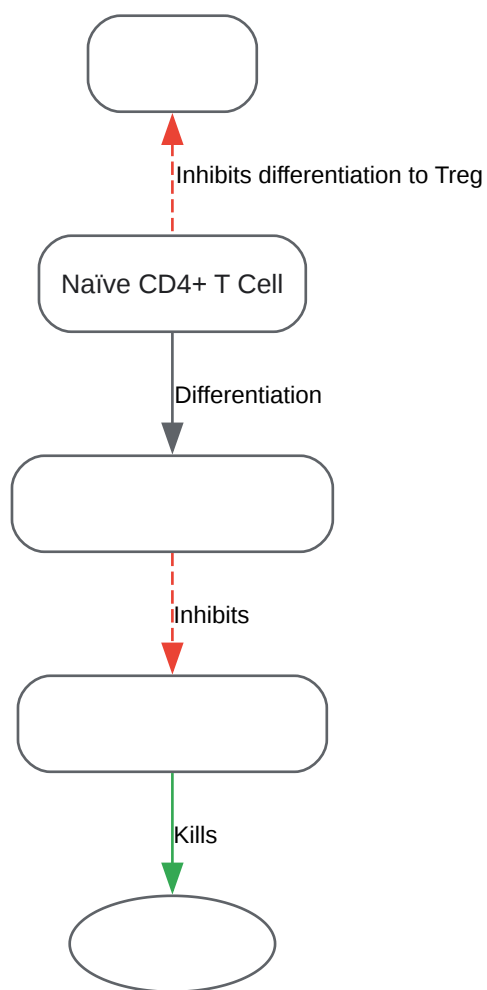 Inhibits differentiation to Treg
Naïve CD4+ T Cell
Differentiation
Inhibits
Kills